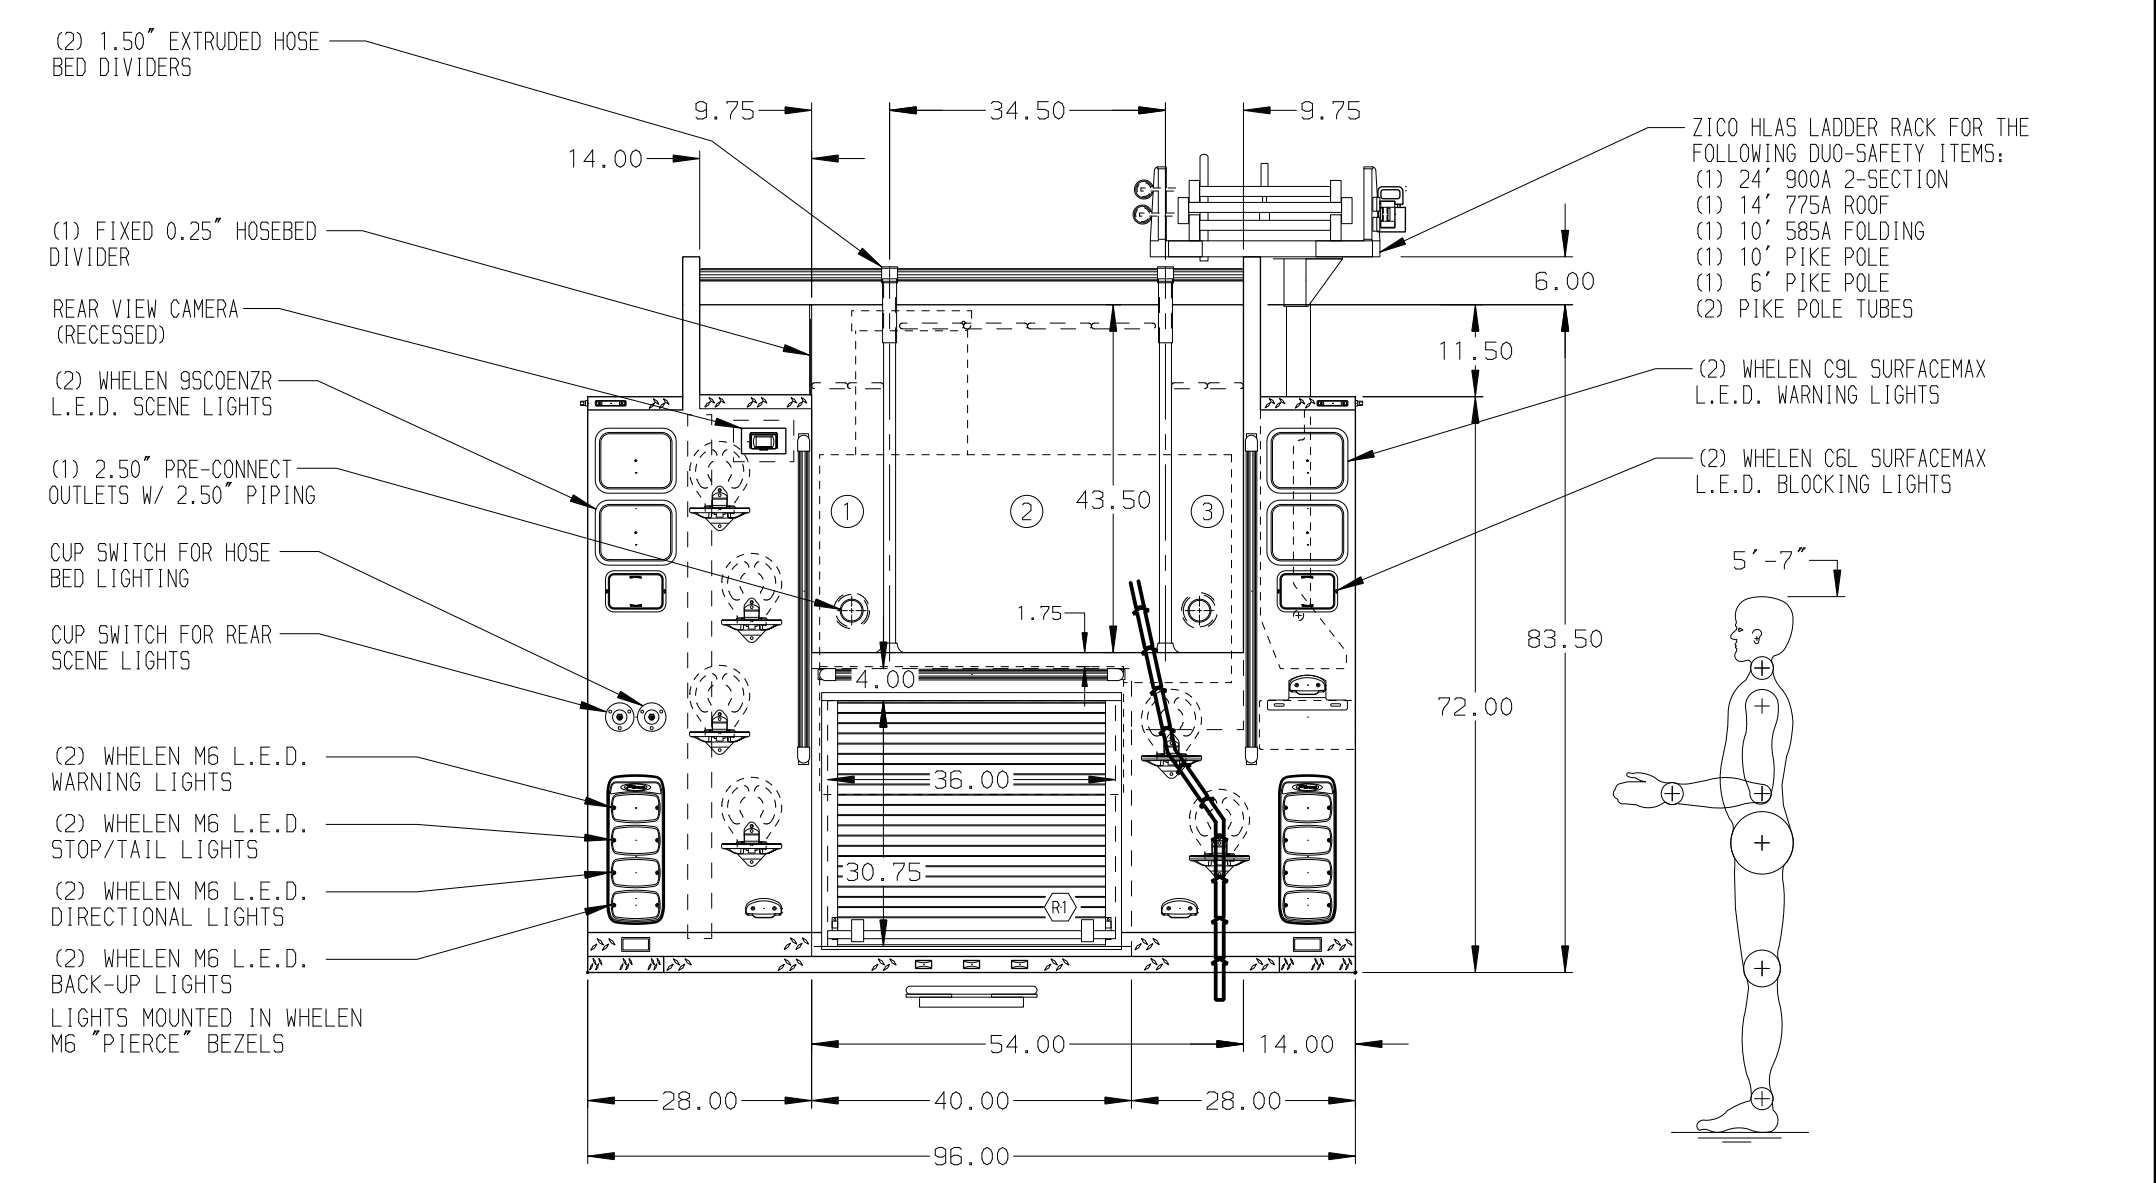 (2) 1.50" EXTRUDED HOSE
BED DIVIDERS
(1) FIXED 0.25" HOSEBED
DIVIDER
REAR VIEW CAMERA
(RECESSED)
(2) WHELEN 9SCOENZR
L.E.D. SCENE LIGHTS
(1) 2.50" PRE-CONNECT
OUTLETS W/ 2.50" PIPING
CUP SWITCH FOR HOSE
BED LIGHTING
CUP SWITCH FOR REAR
SCENE LIGHTS
(2) WHELEN M6 L.E.D.
WARNING LIGHTS
(2) WHELEN M6 L.E.D.
STOP/TAIL LIGHTS
(2) WHELEN M6 L.E.D.
DIRECTIONAL LIGHTS
(2) WHELEN M6 L.E.D.
BACK-UP LIGHTS
LIGHTS MOUNTED IN WHELEN
M6 "PIERCE" BEZELS
9.75
34.50
9.75
14.00
6.00
11.50
43.50
1
2
3
1.75
83.50
4.00
72.00
36.00
30.75
R-1
54.00
14.00
28.00
40.00
28.00
96.00
ZICO HLAS LADDER RACK FOR THE
FOLLOWING DUO-SAFETY ITEMS:
(1) 24' 900A 2-SECTION
(1) 14' 775A ROOF
(1) 10' 585A FOLDING
(1) 10' PIKE POLE
(1) 6' PIKE POLE
(2) PIKE POLE TUBES
(2) WHELEN C9L SURFACEMAX
L.E.D. WARNING LIGHTS
(2) WHELEN C6L SURFACEMAX
L.E.D. BLOCKING LIGHTS
5'-7"